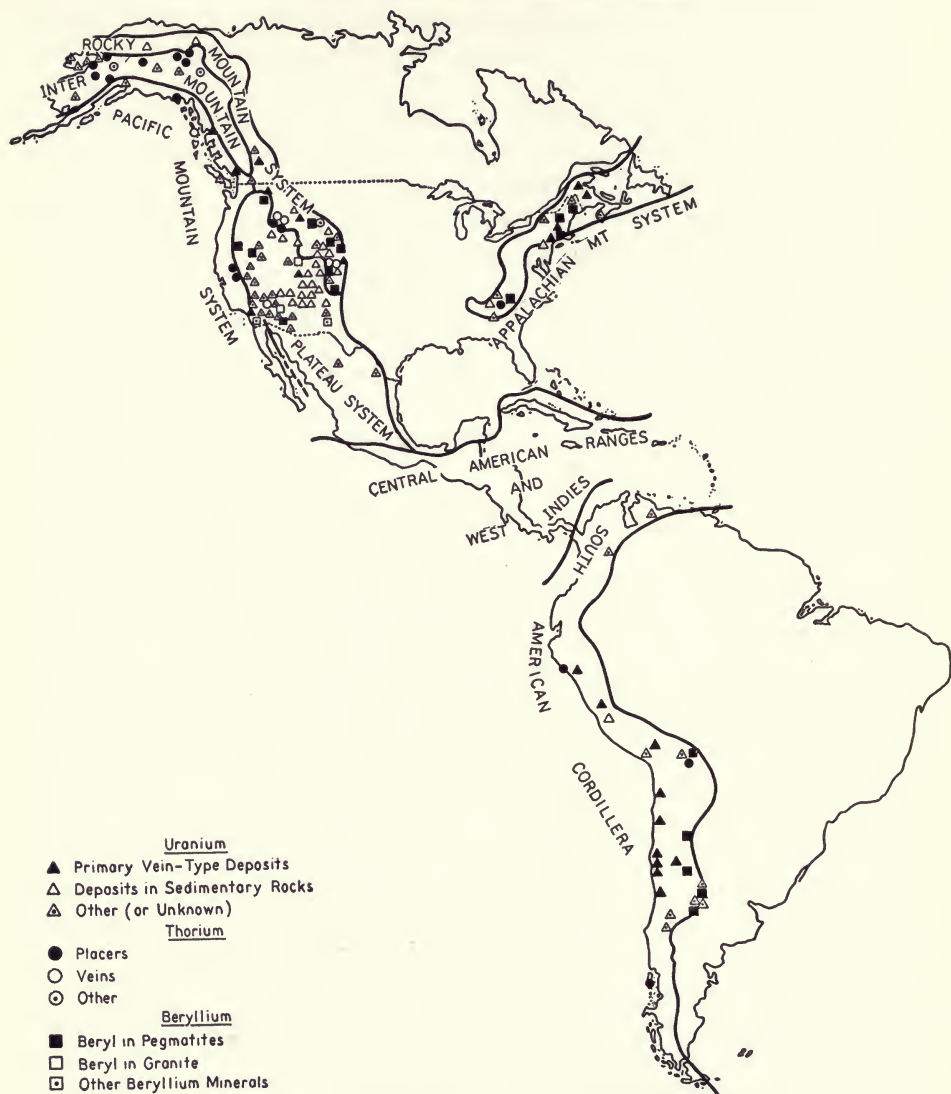 ROCKY
MOUNTAIN
SYSTEM
INTER
MOUNTAIN
PACIFIC
MOUNTAIN
SYSTEM
PLATEAU SYSTEM
APPALACHIAN MT SYSTEM
CENTRAL AMERICAN RANGES
AND
WEST INDIES
SOUTH
AMERICAN
CORDILLERA
Uranium
Primary Vein-Type Deposits
Deposits in Sedimentary Rocks
Other (or Unknown)
Thorium
Placers
Veins
Other
Beryllium
Beryl in Pegmatites
Beryl in Granite
Other Beryllium Minerals